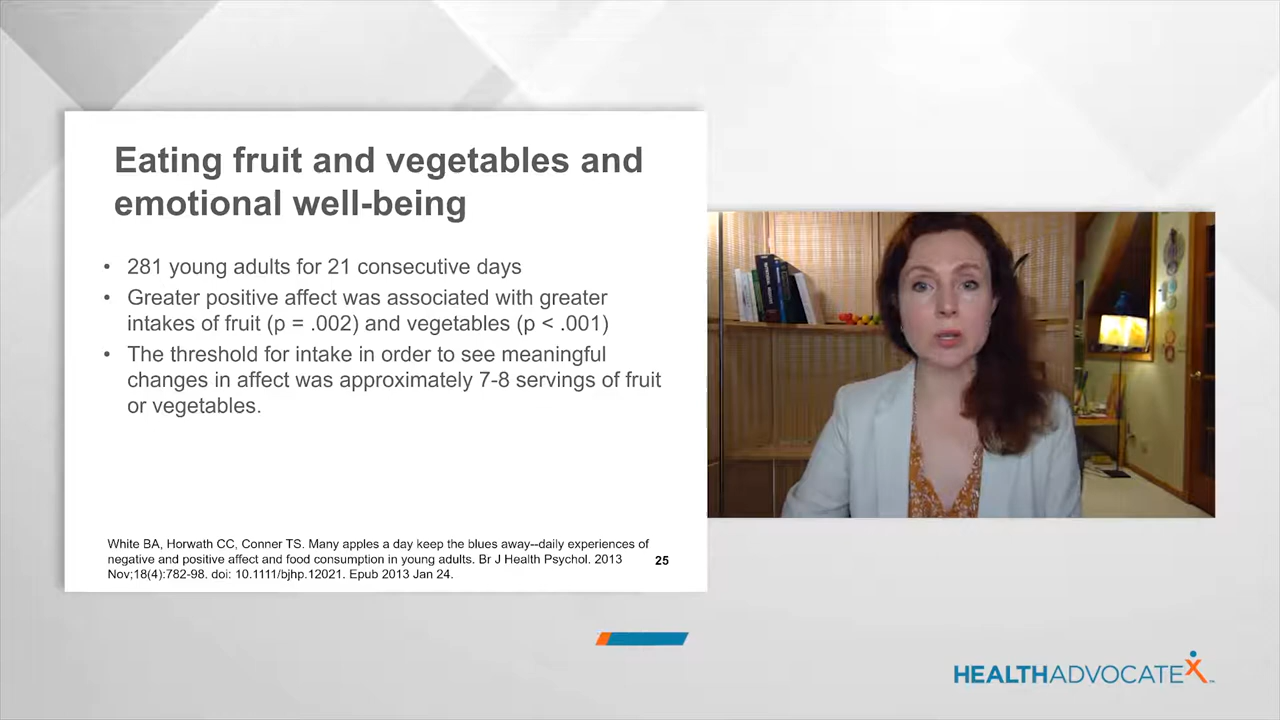 Eating fruit and vegetables and
emotional well-being
• 281 young adults for 21 consecutive days
• Greater positive affect was associated with greater
intakes of fruit (p = .002) and vegetables (p < .001)
• The threshold for intake in order to see meaningful
changes in affect was approximately 7-8 servings of fruit
or vegetables.
White BA, Horwath CC, Conner TS. Many apples a day keep the blues away--daily experiences of
negative and positive affect and food consumption in young adults. Br J Health Psychol. 2013
Nov;18(4):782-98. doi: 10.1111/bjhp.12021. Epub 2013 Jan 24.
25
HEALTHADVOCATEX™